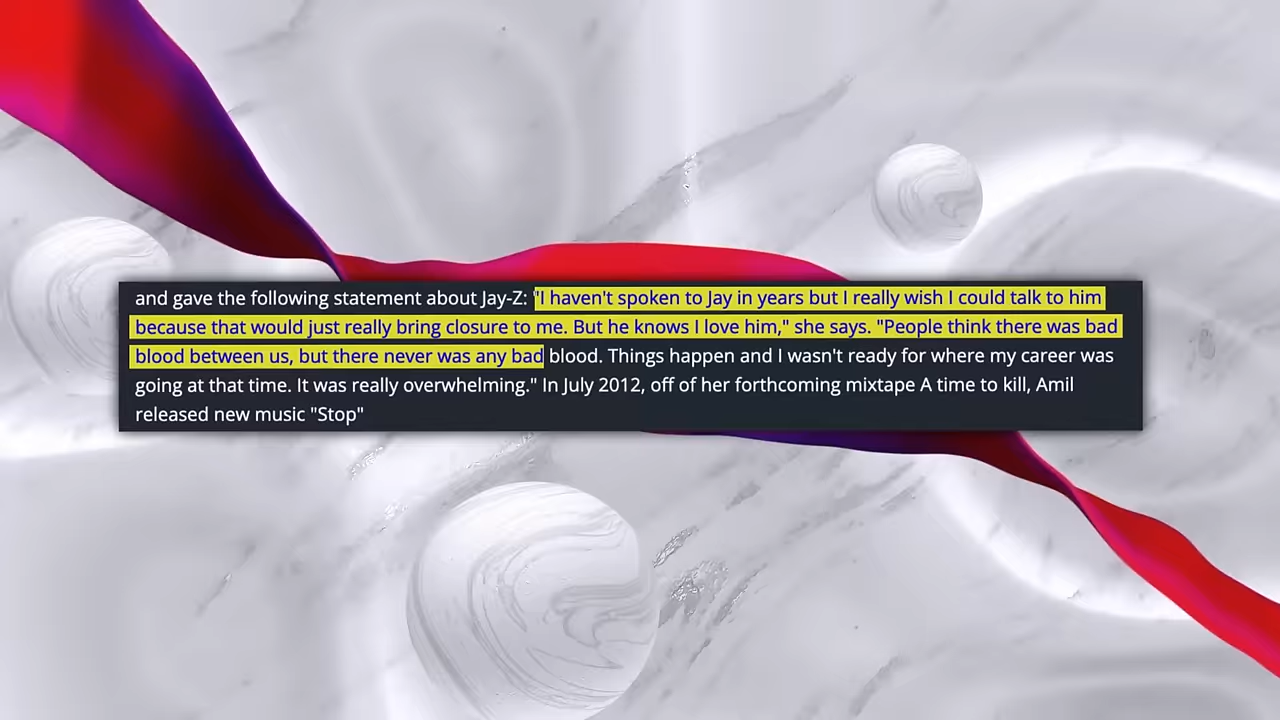 and gave the following statement about Jay-Z: "I haven't spoken to Jay in years but I really wish I could talk to him
because that would just really bring closure to me. But he knows I love him," she says. "People think there was bad
blood between us, but there never was any bad blood. Things happen and I wasn't ready for where my career was
going at that time. It was really overwhelming." In July 2012, off of her forthcoming mixtape A time to kill, Amil
released new music "Stop"